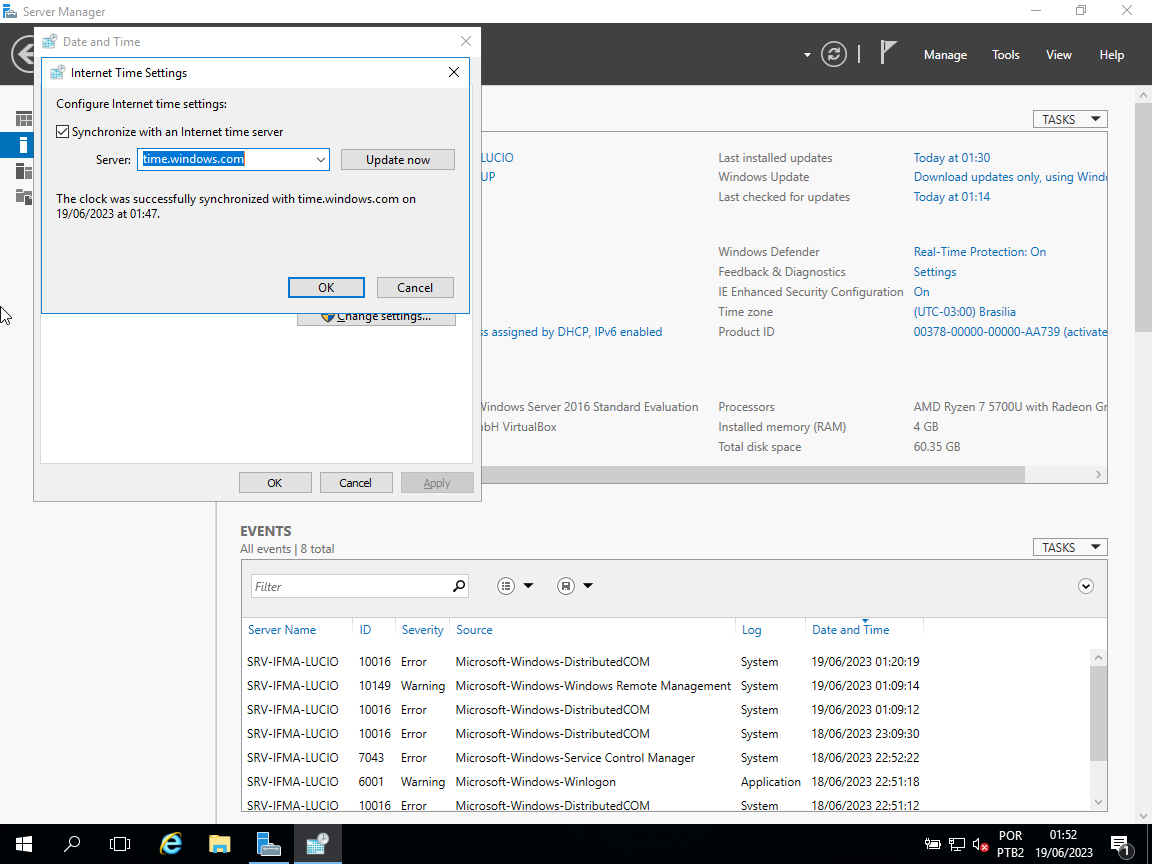 Server Manager
Manage Tools View Help
Date and Time
Internet Time Settings
Configure Internet time settings:
Synchronize with an Internet time server
Server: time.windows.com Update now
The clock was successfully synchronized with time.windows.com on
19/06/2023 at 01:47.
OK Cancel
Change settings...
OK Cancel Apply
TASKS
LUCIO
UP
Last installed updates Today at 01:30
Windows Update Download updates only, using Windo
Last checked for updates Today at 01:14
Windows Defender Real-Time Protection: On
Feedback & Diagnostics Settings
IE Enhanced Security Configuration On
Time zone (UTC-03:00) Brasilia
ss assigned by DHCP, IPv6 enabled Product ID 00378-00000-00000-AA739 (activate
Windows Server 2016 Standard Evaluation Processors AMD Ryzen 7 5700U with Radeon Gr
bH VirtualBox Installed memory (RAM) 4 GB
Total disk space 60.35 GB
EVENTS
All events | 8 total
TASKS
Filter
Server Name ID Severity Source Log Date and Time
SRV-IFMA-LUCIO 10016 Error Microsoft-Windows-DistributedCOM System 19/06/2023 01:20:19
SRV-IFMA-LUCIO 10149 Warning Microsoft-Windows-Windows Remote Management System 19/06/2023 01:09:14
SRV-IFMA-LUCIO 10016 Error Microsoft-Windows-DistributedCOM System 19/06/2023 01:09:12
SRV-IFMA-LUCIO 10016 Error Microsoft-Windows-DistributedCOM System 18/06/2023 23:09:30
SRV-IFMA-LUCIO 7043 Error Microsoft-Windows-Service Control Manager System 18/06/2023 22:52:22
SRV-IFMA-LUCIO 6001 Warning Microsoft-Windows-Winlogon Application 18/06/2023 22:51:18
SRV-IFMA-LUCIO 10016 Error Microsoft-Windows-DistributedCOM System 18/06/2023 22:51:12
POR
PTB2
01:52
19/06/2023
1